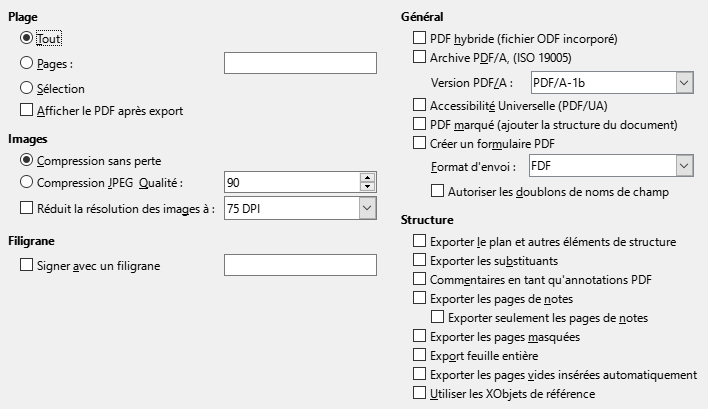 Plage
Tout
Pages :
Sélection
Afficher le PDF après export
Images
Compression sans perte
Compression JPEG Qualité :
90
Réduit la résolution des images à :
75 DPI
Filigrane
Signer avec un filigrane
Général
PDF hybride (fichier ODF incorporé)
Archive PDF/A, (ISO 19005)
Version PDF/A :
PDF/A-1b
Accessibilité Universelle (PDF/UA)
PDF marqué (ajouter la structure du document)
Créer un formulaire PDF
Format d'envoi :
FDF
Autoriser les doublons de noms de champ
Structure
Exporter le plan et autres éléments de structure
Exporter les substituants
Commentaires en tant qu'annotations PDF
Exporter les pages de notes
Exporter seulement les pages de notes
Exporter les pages masquées
Export feuille entière
Exporter les pages vides insérées automatiquement
Utiliser les XObjects de référence